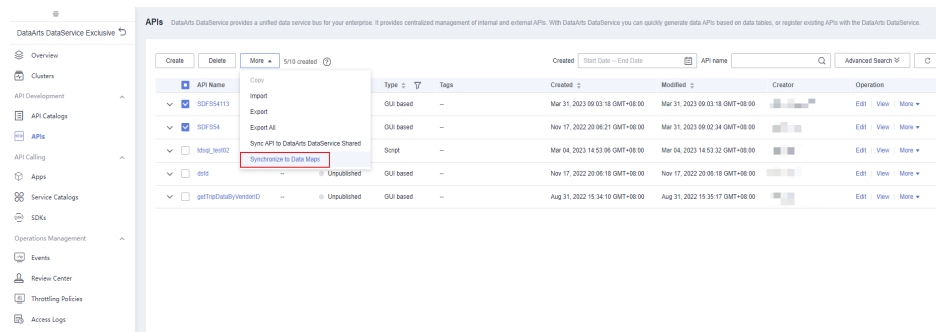 DataArts DataService Exclusive
Overview
Clusters
API Development
API Catalogs
APIs
API Calling
Apps
Service Catalogs
SDKs
Operations Management
Events
Review Center
Throttling Policies
Access Logs
APIs DataArts DataService provides a unified data service bus for your enterprise. It provides centralized management of internal and external APIs. With DataArts DataService you can quickly generate data APIs based on data tables, or register existing APIs with the DataArts DataService.
Create Delete More 5/10 created Created Start Date -- End Date API name Advanced Search
Copy
Import
Export
Export All
Sync API to DataArts DataService Shared
Synchronize to Data Maps
API Name Type Tags Created Modified Creator Operation
SDFSS4113 GUI based -- Mar 31, 2023 09:03:18 GMT+08:00 Mar 31, 2023 09:03:18 GMT+08:00 Edit View More
SDFSS4 GUI based -- Nov 17, 2022 20:06:21 GMT+08:00 Mar 31, 2023 09:02:34 GMT+08:00 Edit View More
tdsql_test02 Script -- Mar 04, 2023 14:53:06 GMT+08:00 Mar 04, 2023 14:53:32 GMT+08:00 Edit View More
dsfd -- Unpublished GUI based -- Nov 17, 2022 20:06:18 GMT+08:00 Nov 17, 2022 20:06:18 GMT+08:00 Edit View More
getTripDataByVendorID -- Unpublished GUI based -- Aug 31, 2022 15:34:10 GMT+08:00 Aug 31, 2022 15:35:17 GMT+08:00 Edit View More